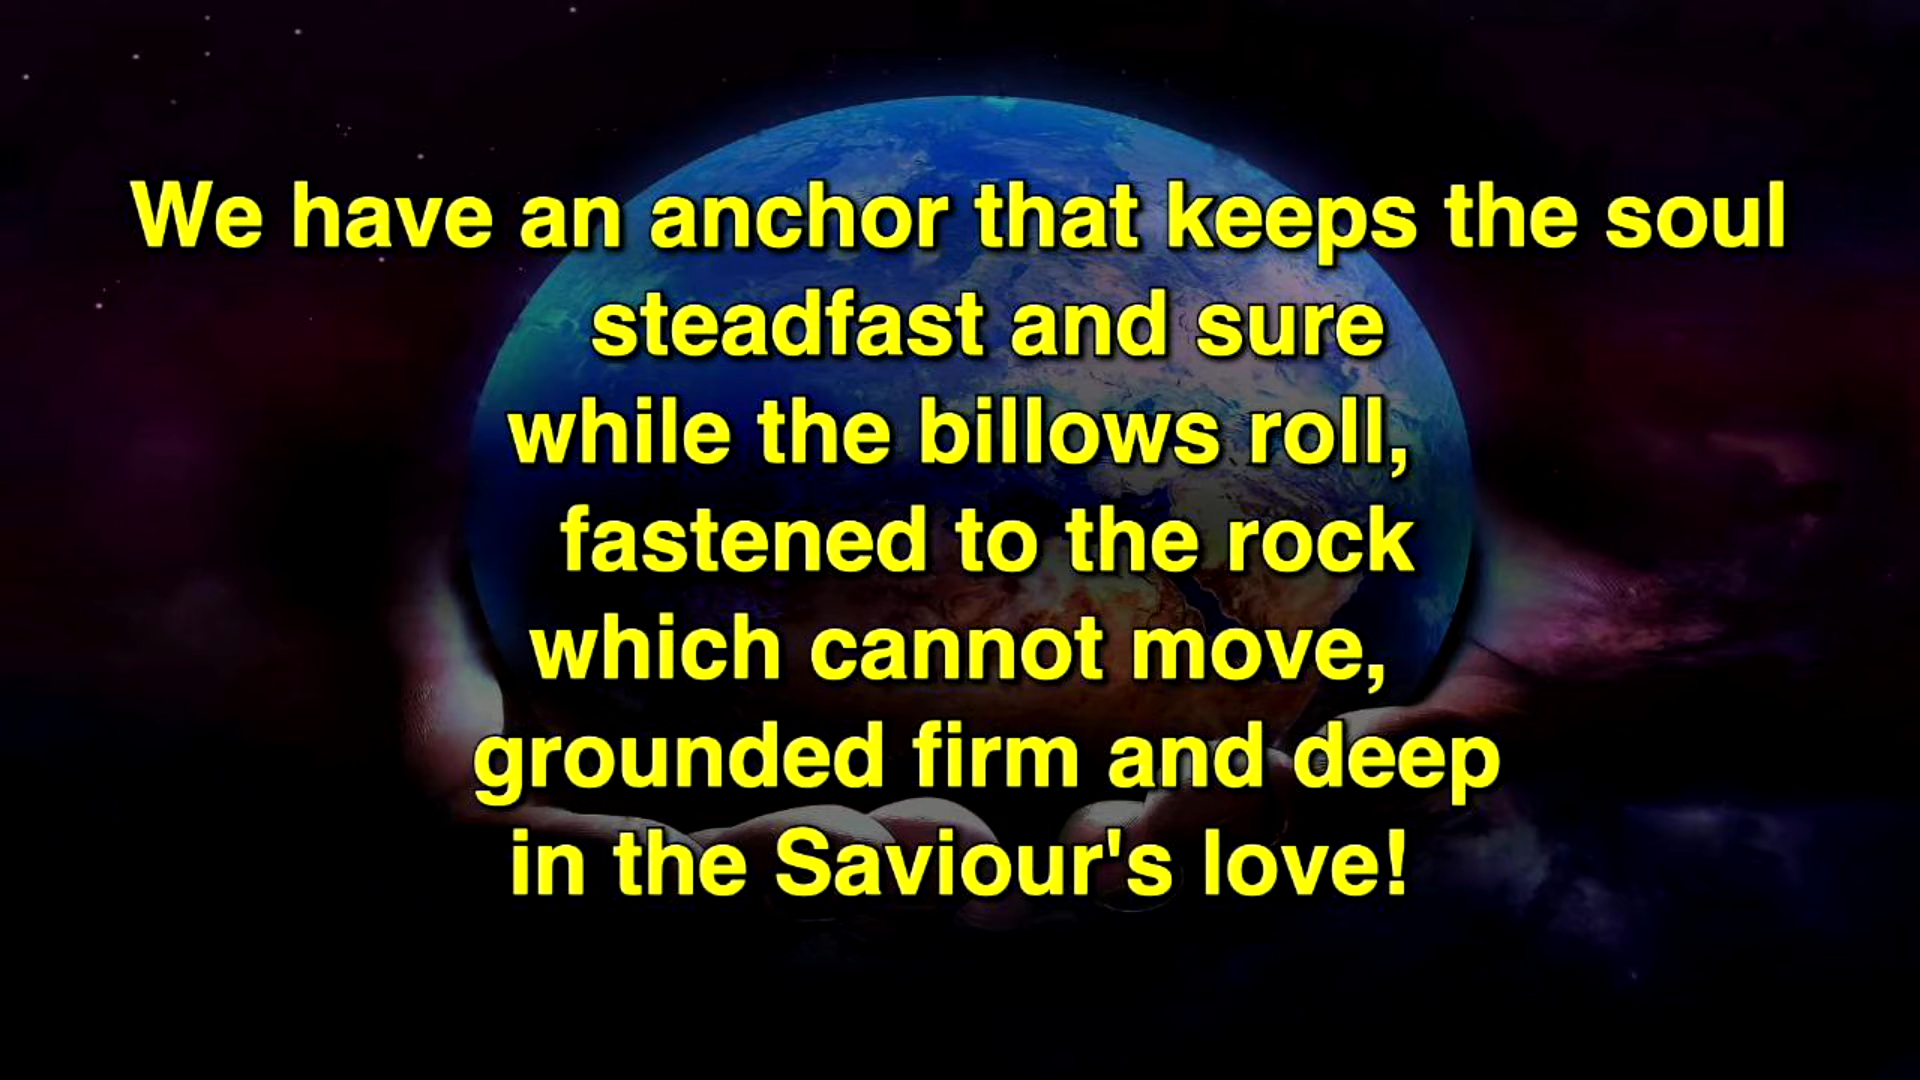 We have an anchor that keeps the soul
steadfast and sure
while the billows roll,
fastened to the rock
which cannot move,
grounded firm and deep
in the Saviour's love!